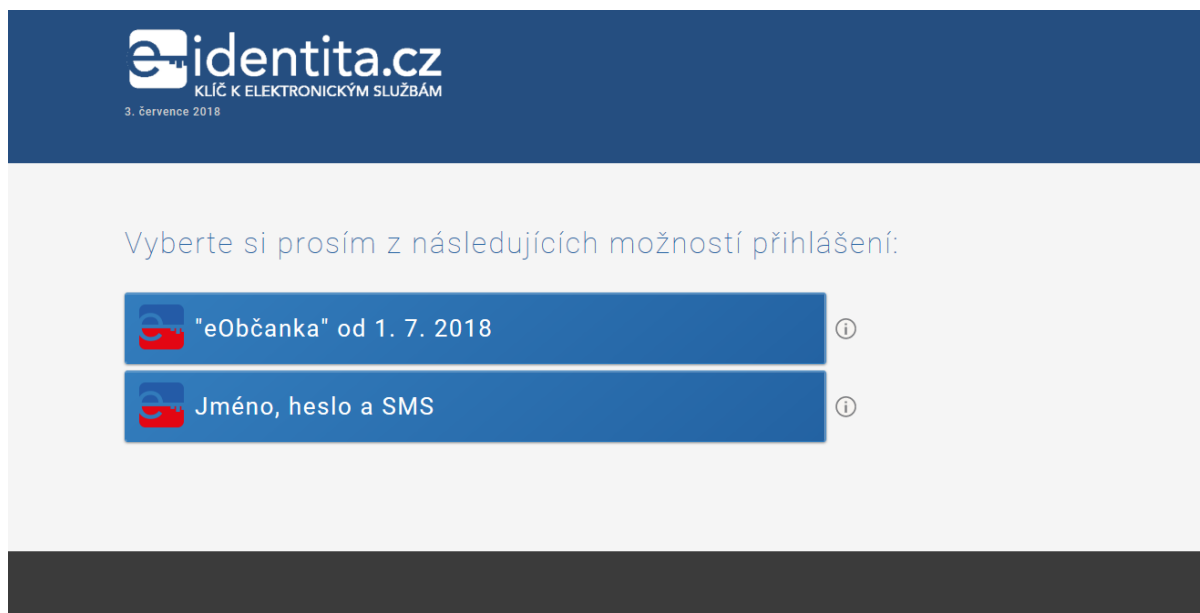 e-identita.cz
KLÍČ K ELEKTRONICKÝM SLUŽBÁM
3. července 2018
Vyberte si prosím z následujících možností přihlášení:
"eObčanka" od 1. 7. 2018
Jméno, heslo a SMS